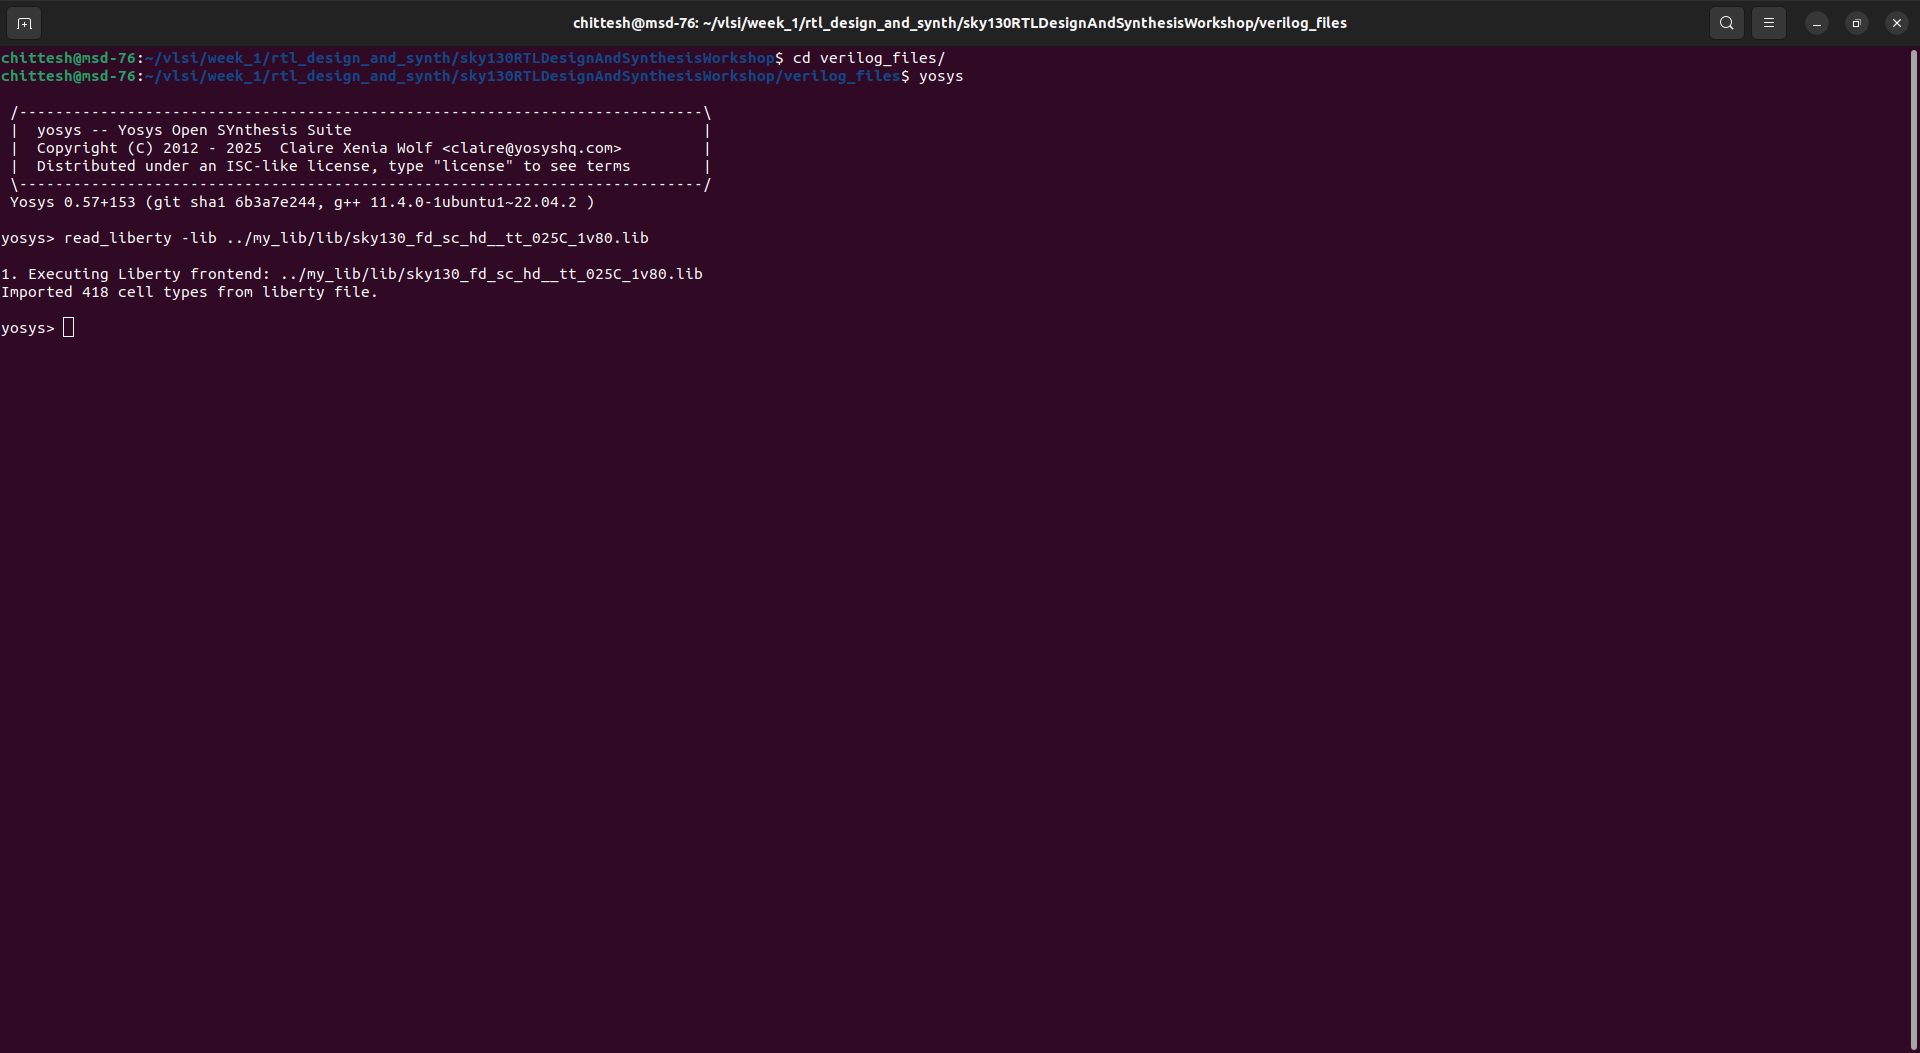 chittesh@msd-76: ~/vlsi/week_1/rtl_design_and_synth/sky130RTLDesignAndSynthesisWorkshop/verilog_files
chittesh@msd-76:~/vlsi/week_1/rtl_design_and_synth/sky130RTLDesignAndSynthesisWorkshop$ cd verilog_files/
chittesh@msd-76:~/vlsi/week_1/rtl_design_and_synth/sky130RTLDesignAndSynthesisWorkshop/verilog_files$ yosys
/----------------------------------------------------------------------------\
| yosys -- Yosys Open SYnthesis Suite |
| Copyright (C) 2012 - 2025 Claire Xenia Wolf <claire@yosyshq.com> |
| Distributed under an ISC-like license, type "license" to see terms |
\----------------------------------------------------------------------------/
Yosys 0.57+153 (git sha1 6b3a7e244, g++ 11.4.0-1ubuntu1~22.04.2 )
yosys> read_liberty -lib ../my_lib/lib/sky130_fd_sc_hd__tt_025C_1v80.lib
1. Executing Liberty frontend: ../my_lib/lib/sky130_fd_sc_hd__tt_025C_1v80.lib
Imported 418 cell types from liberty file.
yosys>